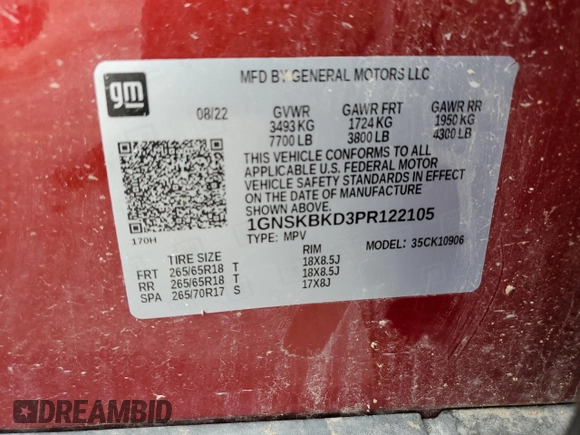 gm
MFD BY GENERAL MOTORS LLC
08/22 GVWR GAWR FRT GAWR RR
3493 KG 1724 KG 1950 KG
7700 LB 3800 LB 4300 LB
THIS VEHICLE CONFORMS TO ALL
APPLICABLE U.S. FEDERAL MOTOR
VEHICLE SAFETY STANDARDS IN EFFECT
ON THE DATE OF MANUFACTURE
SHOWN ABOVE.
1GNSKBKD3PR122105
170H
TYPE: MPV MODEL: 35CK10906
TIRE SIZE RIM
FRT 265/65R18 T 18X8.5J
RR 265/65R18 T 18X8.5J
SPA 265/70R17 S 17X8J
DREAMBID